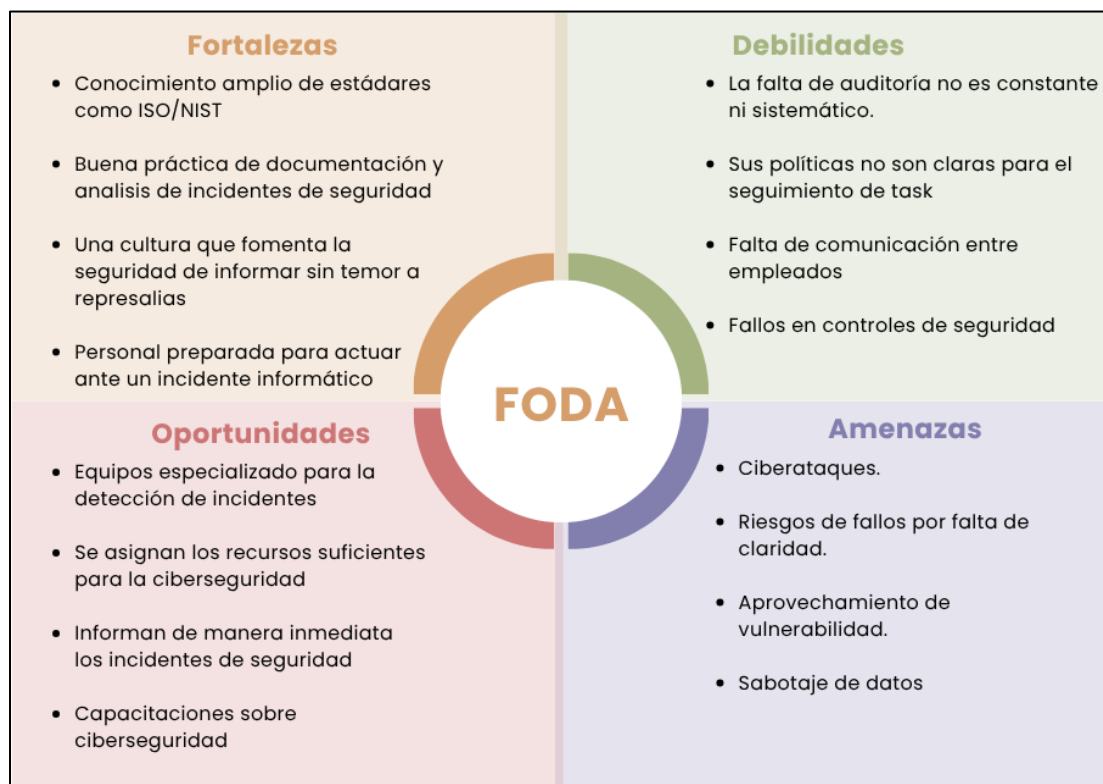 Fortalezas
• Conocimiento amplio de estádares
como ISO/NIST
• Buena práctica de documentación y
analisis de incidentes de seguridad
• Una cultura que fomenta la
seguridad de informar sin temor a
represalias
• Personal preparada para actuar
ante un incidente informático
Debilidades
• La falta de auditoría no es constante
ni sistemático.
• Sus políticas no son claras para el
seguimiento de task
• Falta de comunicación entre
empleados
• Fallos en controles de seguridad
FODA
Oportunidades
• Equipos especializado para la
detección de incidentes
• Se asignan los recursos suficientes
para la ciberseguridad
• Informan de manera inmediata
los incidentes de seguridad
• Capacitaciones sobre
ciberseguridad
Amenazas
• Ciberataques.
• Riesgos de fallos por falta de
claridad.
• Aprovechamiento de
vulnerabilidad.
• Sabotaje de datos